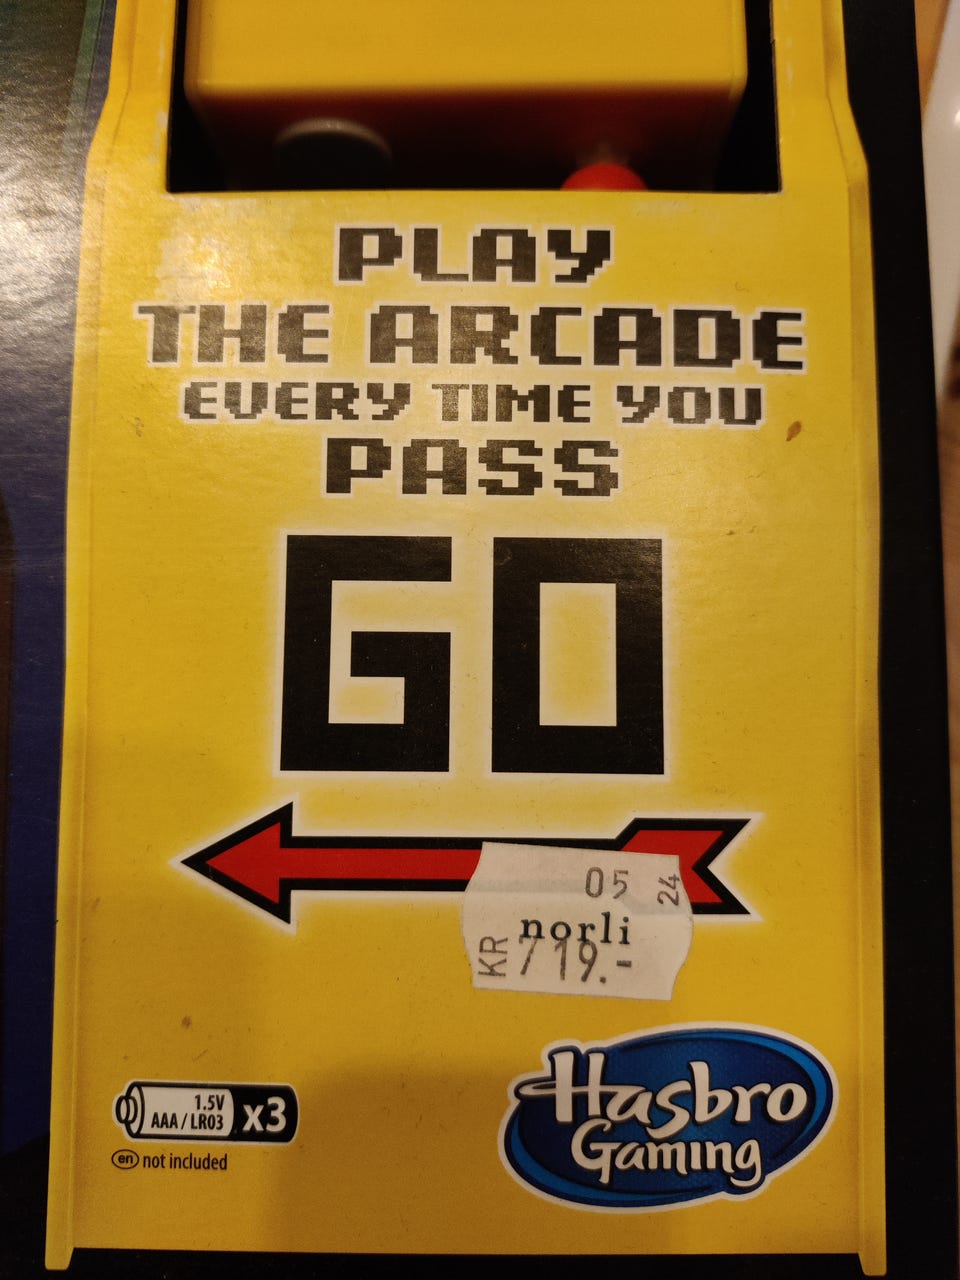 PLAY
THE ARCADE
EVERY TIME YOU
PASS
GO
05
24
norli
KR 719.-
1.5V
AAA / LR03
x3
en not included
Hasbro
Gaming